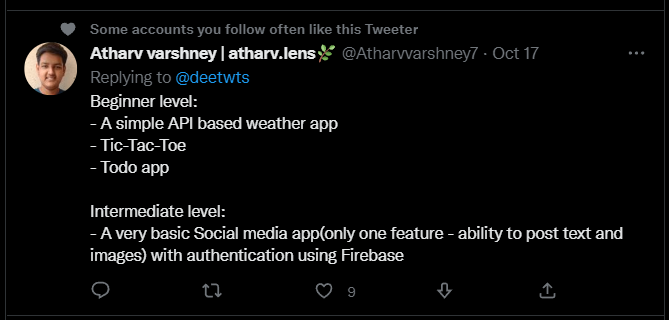 Some accounts you follow often like this Tweeter
Atharv varshney | atharv.lens🌿 @Atharvvarshney7 · Oct 17
Replying to @deetwts
Beginner level:
- A simple API based weather app
- Tic-Tac-Toe
- Todo app
Intermediate level:
- A very basic Social media app(only one feature - ability to post text and
images) with authentication using Firebase
9